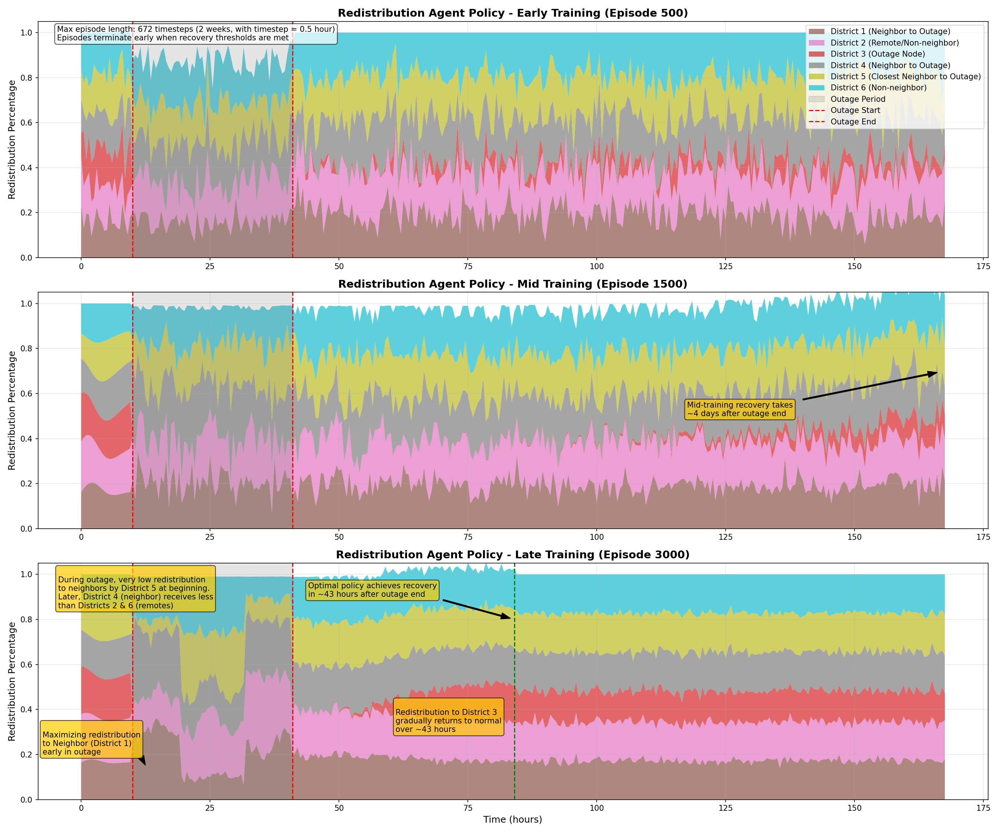 Redistribution Agent Policy - Early Training (Episode 500)
Max episode length: 672 timesteps (2 weeks, with timestep = 0.5 hour)
Episodes terminate early when recovery thresholds are met
District 1 (Neighbor to Outage)
District 2 (Remote/Non-neighbor)
District 3 (Outage Node)
District 4 (Neighbor to Outage)
District 5 (Closest Neighbor to Outage)
District 6 (Non-neighbor)
Outage Period
Outage Start
Outage End
Redistribution Percentage
1.0
0.8
0.6
0.4
0.2
0.0
0 25 50 75 100 125 150 175
Redistribution Agent Policy - Mid Training (Episode 1500)
Mid-training recovery takes
~4 days after outage end
Redistribution Percentage
1.0
0.8
0.6
0.4
0.2
0.0
0 25 50 75 100 125 150 175
Redistribution Agent Policy - Late Training (Episode 3000)
During outage, very low redistribution
to neighbors by District 5 at beginning.
Later, District 4 (neighbor) receives less
than Districts 2 & 6 (remotes)
Optimal policy achieves recovery
in ~43 hours after outage end
Redistribution to District 3
gradually returns to normal
over ~43 hours
Maximizing redistribution
to Neighbor (District 1)
early in outage
Redistribution Percentage
1.0
0.8
0.6
0.4
0.2
0.0
0 25 50 75 100 125 150 175
Time (hours)